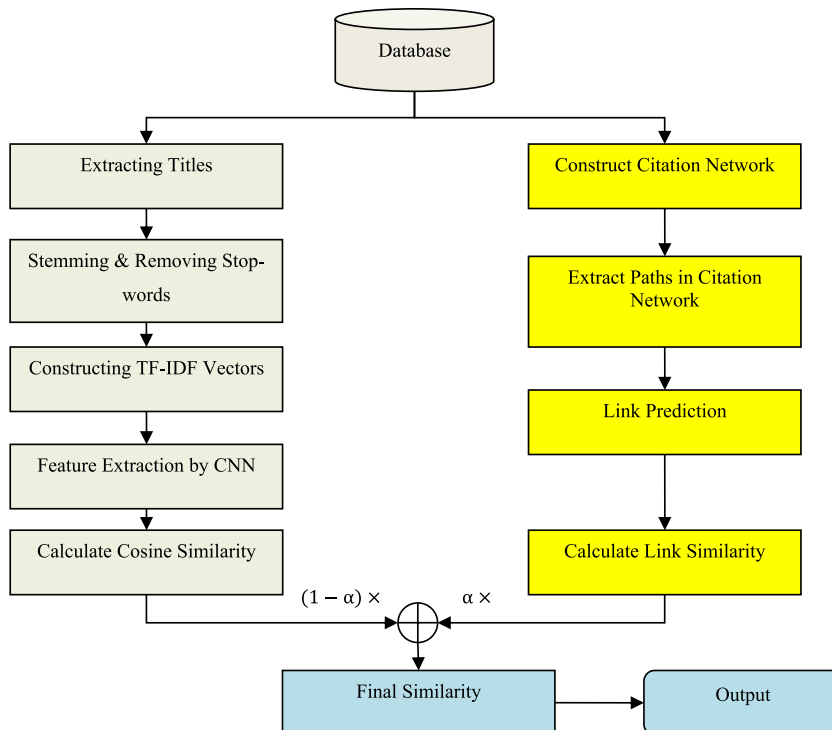 Database
Extracting Titles
Stemming & Removing Stop-
words
Constructing TF-IDF Vectors
Feature Extraction by CNN
Calculate Cosine Similarity
Construct Citation Network
Extract Paths in Citation
Network
Link Prediction
Calculate Link Similarity
(1 − α) ×
α ×
Final Similarity
Output